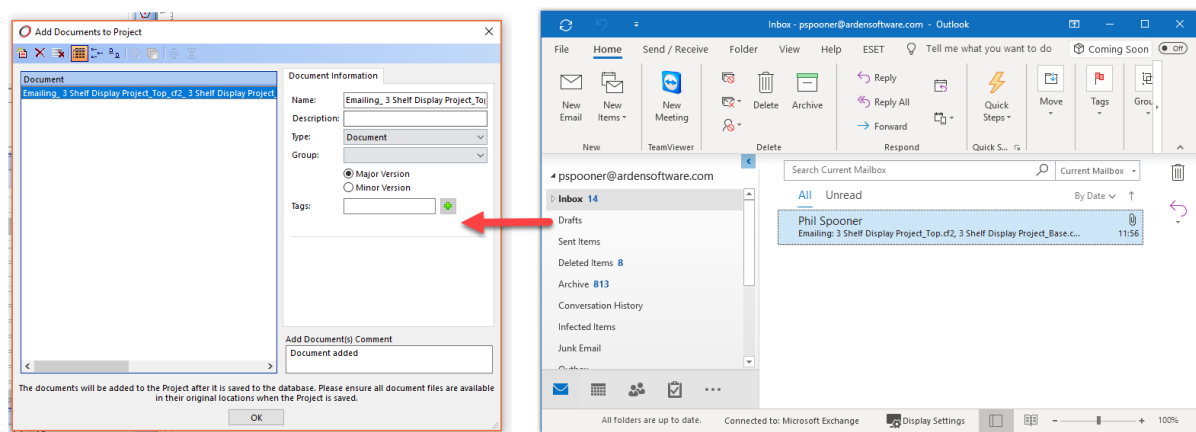 Add Documents to Project
Document
Emailing_ 3 Shelf Display Project_Top_cf2_ 3 Shelf Display Project_
Document Information
Name: Emailing_ 3 Shelf Display Project_Top
Description:
Type: Document
Group:
Major Version
Minor Version
Tags:
Add Document(s) Comment
Document added
The documents will be added to the Project after it is saved to the database. Please ensure all document files are available
in their original locations when the Project is saved.
OK
Inbox - pspooner@ardensoftware.com - Outlook
File Home Send / Receive Folder View Help ESET Tell me what you want to do Coming Soon Off
New Email
New Items
New Meeting
Delete
Archive
Reply
Reply All
Forward
Quick Steps
Move
Tags
Grou
New TeamViewer Delete Respond Quick S...
pspooner@ardensoftware.com
Inbox 14
Drafts
Sent Items
Deleted Items 8
Archive 813
Conversation History
Infected Items
Junk Email
Search Current Mailbox Current Mailbox
All Unread By Date
Phil Spooner
Emailing: 3 Shelf Display Project_Top.cf2, 3 Shelf Display Project_Base.c... 11:56
All folders are up to date. Connected to: Microsoft Exchange Display Settings 100%